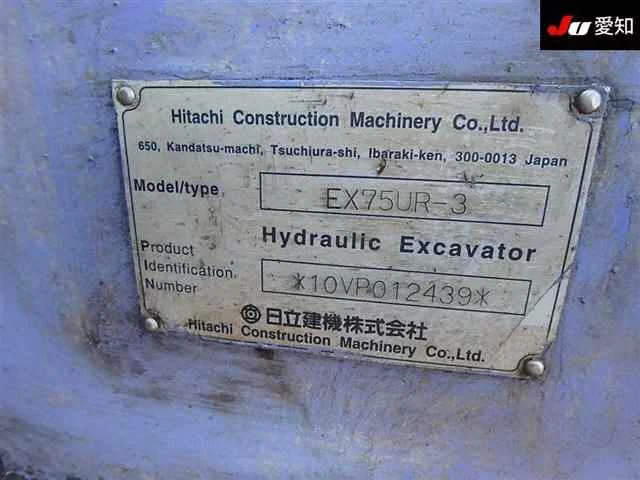 JU 愛知
Hitachi Construction Machinery Co.,Ltd.
650, Kandatsu-machi, Tsuchiura-shi, Ibaraki-ken, 300-0013 Japan
Model/type EX75UR-3
Hydraulic Excavator
Product
Identification
Number *10VP012439*
日立建機株式会社
Hitachi Construction Machinery Co.,Ltd.